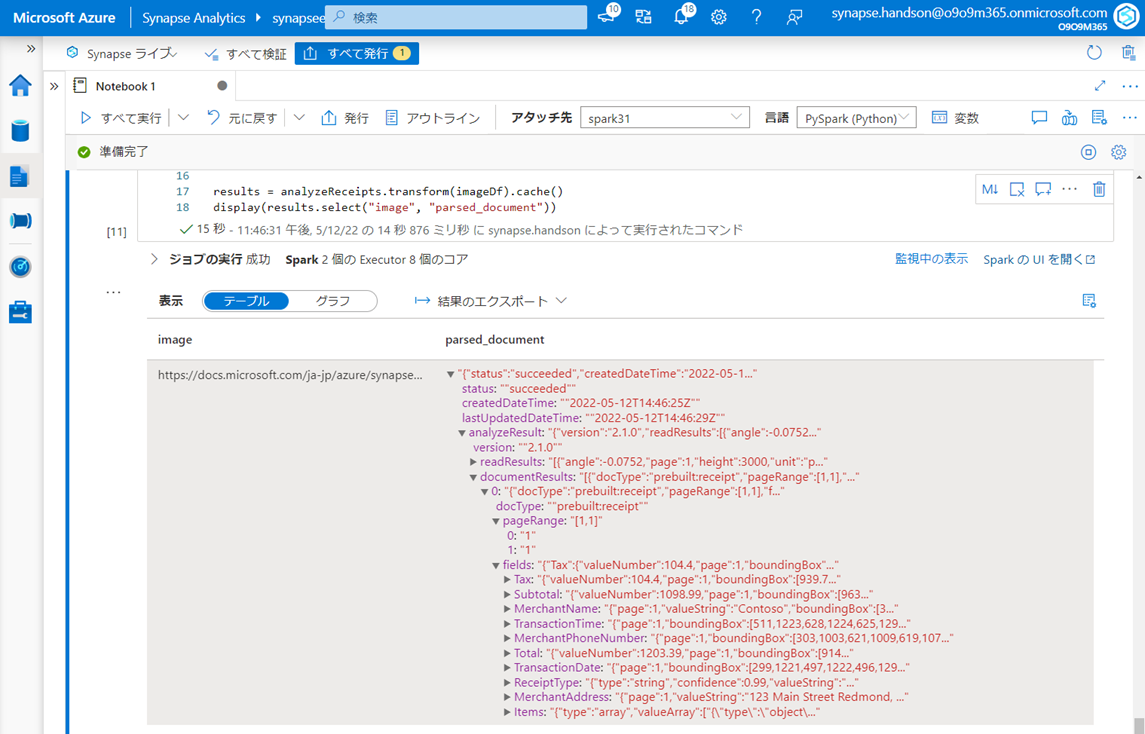 Microsoft Azure
Synapse Analytics
synapsee
検索
10
18
synapse.handson@o9o9m365.onmicrosoft.com
O9O9M365
Synapse ライブ
すべて検証
すべて発行 1
Notebook 1
すべて実行
元に戻す
発行
アウトライン
アタッチ先
spark31
言語
PySpark (Python)
変数
準備完了
16
17 results = analyzeReceipts.transform(imageDf).cache()
18 display(results.select("image", "parsed_document"))
M↓
[11]
15 秒 - 11:46:31 午後, 5/12/22 の 14 秒 876 ミリ秒 に synapse.handson によって実行されたコマンド
ジョブの実行 成功 Spark 2 個の Executor 8 個のコア
監視中の表示
Spark の UI を開く
表示
テーブル
グラフ
結果のエクスポート
image
parsed_document
https://docs.microsoft.com/ja-jp/azure/synapse...
"{"status":"succeeded","createdDateTime":"2022-05-1..."
status: ""succeeded""
createdDateTime: ""2022-05-12T14:46:25Z""
lastUpdatedDateTime: ""2022-05-12T14:46:29Z""
analyzeResult: "{"version":"2.1.0","readResults":[{"angle":-0.0752..."
version: ""2.1.0""
readResults: "[{"angle":-0.0752,"page":1,"height":3000,"unit":"p..."
documentResults: "[{"docType":"prebuilt:receipt","pageRange":[1,1],"..."
0: "{"docType":"prebuilt:receipt","pageRange":[1,1],"f..."
docType: ""prebuilt:receipt""
pageRange: "[1,1]"
0: "1"
1: "1"
fields: "{"Tax":{"valueNumber":104.4,"page":1,"boundingBox"..."
Tax: "{"valueNumber":104.4,"page":1,"boundingBox":[939.7..."
Subtotal: "{"valueNumber":1098.99,"page":1,"boundingBox":[963..."
MerchantName: "{"page":1,"valueString":"Contoso","boundingBox":[3..."
TransactionTime: "{"page":1,"boundingBox":[511,1223,628,1224,625,129..."
MerchantPhoneNumber: "{"page":1,"boundingBox":[303,1003,621,1009,619,107..."
Total: "{"valueNumber":1203.39,"page":1,"boundingBox":[914..."
TransactionDate: "{"page":1,"boundingBox":[299,1221,497,1222,496,129..."
ReceiptType: "{"type":"string","confidence":0.99,"valueString":"..."
MerchantAddress: "{"page":1,"valueString":"123 Main Street Redmond, ..."
Items: "{"type":"array","valueArray":["{\"type\":\"object\..."